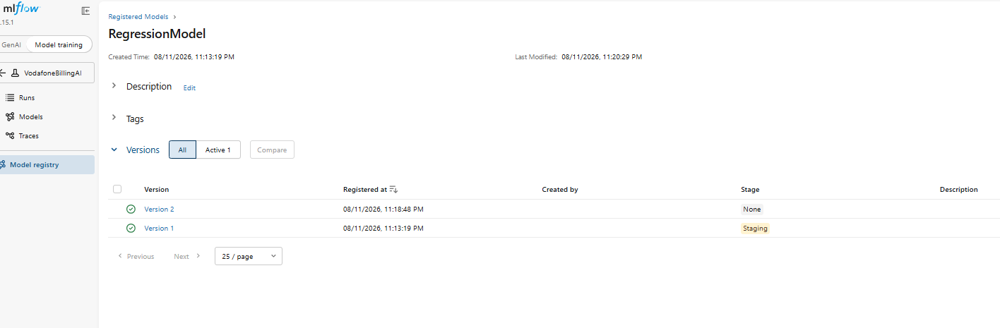 mlflow
.15.1
GenAI Model training
VodafoneBillingAI
Runs
Models
Traces
Model registry
Registered Models
RegressionModel
Created Time: 08/11/2026, 11:13:19 PM Last Modified: 08/11/2026, 11:20:29 PM
Description Edit
Tags
Versions All Active 1 Compare
Version Registered at Created by Stage Description
Version 2 08/11/2026, 11:18:48 PM None
Version 1 08/11/2026, 11:13:19 PM Staging
Previous Next 25 / page